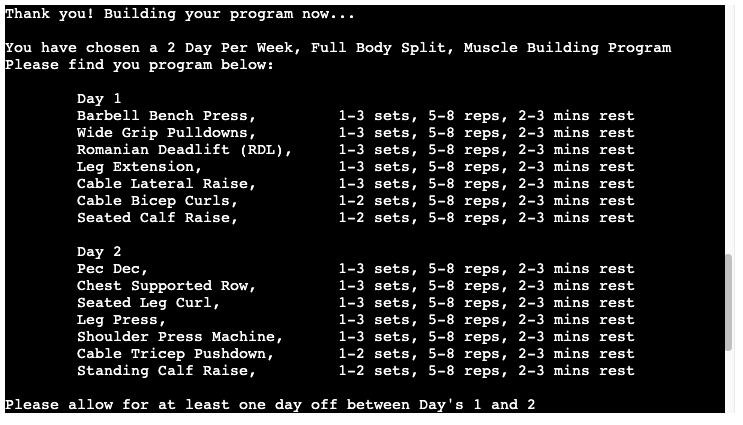 Thank you! Building your program now...
You have chosen a 2 Day Per Week, Full Body Split, Muscle Building Program
Please find you program below:
Day 1
Barbell Bench Press, 1-3 sets, 5-8 reps, 2-3 mins rest
Wide Grip Pulldowns, 1-3 sets, 5-8 reps, 2-3 mins rest
Romanian Deadlift (RDL), 1-3 sets, 5-8 reps, 2-3 mins rest
Leg Extension, 1-3 sets, 5-8 reps, 2-3 mins rest
Cable Lateral Raise, 1-3 sets, 5-8 reps, 2-3 mins rest
Cable Bicep Curls, 1-2 sets, 5-8 reps, 2-3 mins rest
Seated Calf Raise, 1-2 sets, 5-8 reps, 2-3 mins rest
Day 2
Pec Dec, 1-3 sets, 5-8 reps, 2-3 mins rest
Chest Supported Row, 1-3 sets, 5-8 reps, 2-3 mins rest
Seated Leg Curl, 1-3 sets, 5-8 reps, 2-3 mins rest
Leg Press, 1-3 sets, 5-8 reps, 2-3 mins rest
Shoulder Press Machine, 1-3 sets, 5-8 reps, 2-3 mins rest
Cable Tricep Pushdown, 1-2 sets, 5-8 reps, 2-3 mins rest
Standing Calf Raise, 1-2 sets, 5-8 reps, 2-3 mins rest
Please allow for at least one day off between Day's 1 and 2